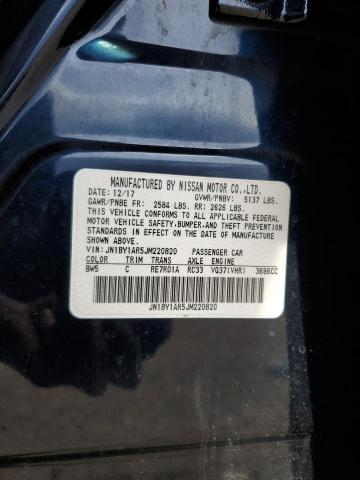 MANUFACTURED BY NISSAN MOTOR CO.,LTD.
DATE: 12/17 GVWR/PNBV: 5137 LBS.
GAWR/PNBE FR: 2584 LBS. RR: 2626 LBS.
THIS VEHICLE CONFORMS TO ALL APPLICABLE FEDERAL
MOTOR VEHICLE SAFETY,BUMPER,AND THEFT PREVENTION
STANDARDS IN EFFECT ON THE DATE OF MANUFACTURE
SHOWN ABOVE.
VIN: JN1BY1AR5JM220820 PASSENGER CAR
COLOR TRIM TRANS AXLE ENGINE
BW5 C RE7R01A RC33 VQ37(VHR) 3696CC
JN1BY1AR5JM220820